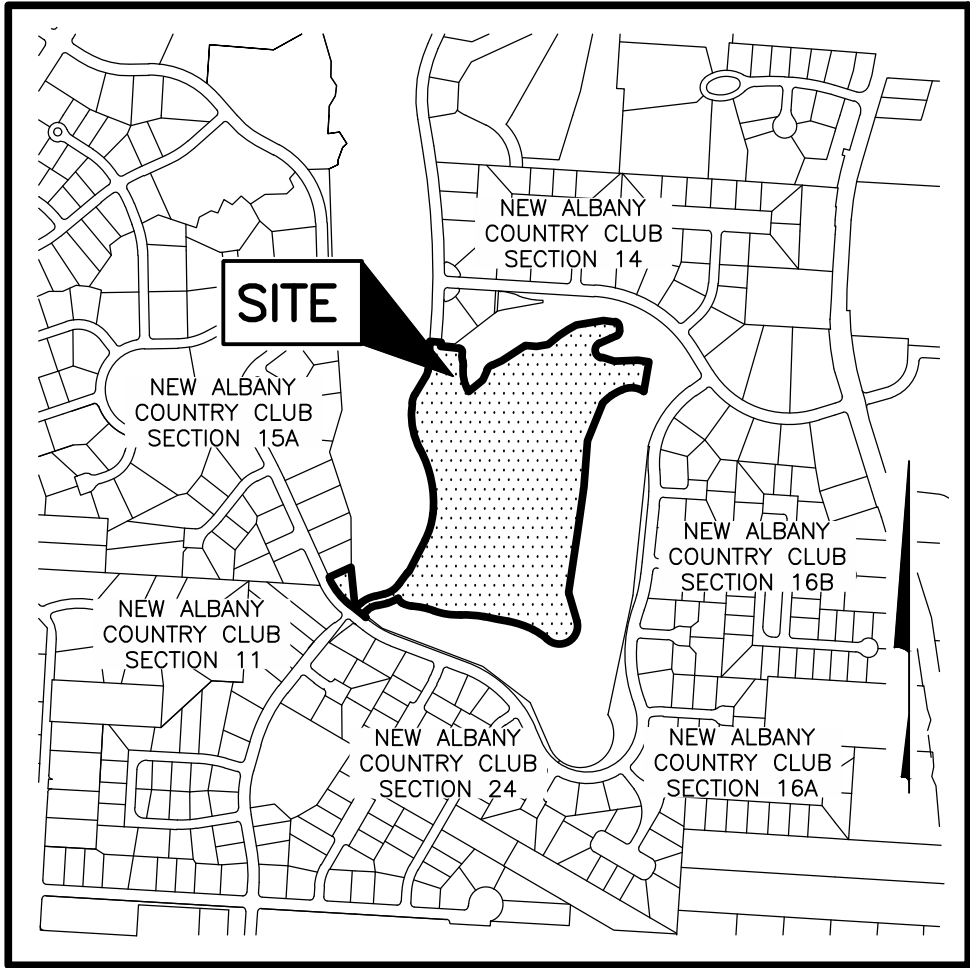 NEW ALBANY
COUNTRY CLUB
SECTION 14
SITE
NEW ALBANY
COUNTRY CLUB
SECTION 15A
NEW ALBANY
COUNTRY CLUB
SECTION 16B
NEW ALBANY
COUNTRY CLUB
SECTION 11
NEW ALBANY
COUNTRY CLUB
SECTION 24
NEW ALBANY
COUNTRY CLUB
SECTION 16A